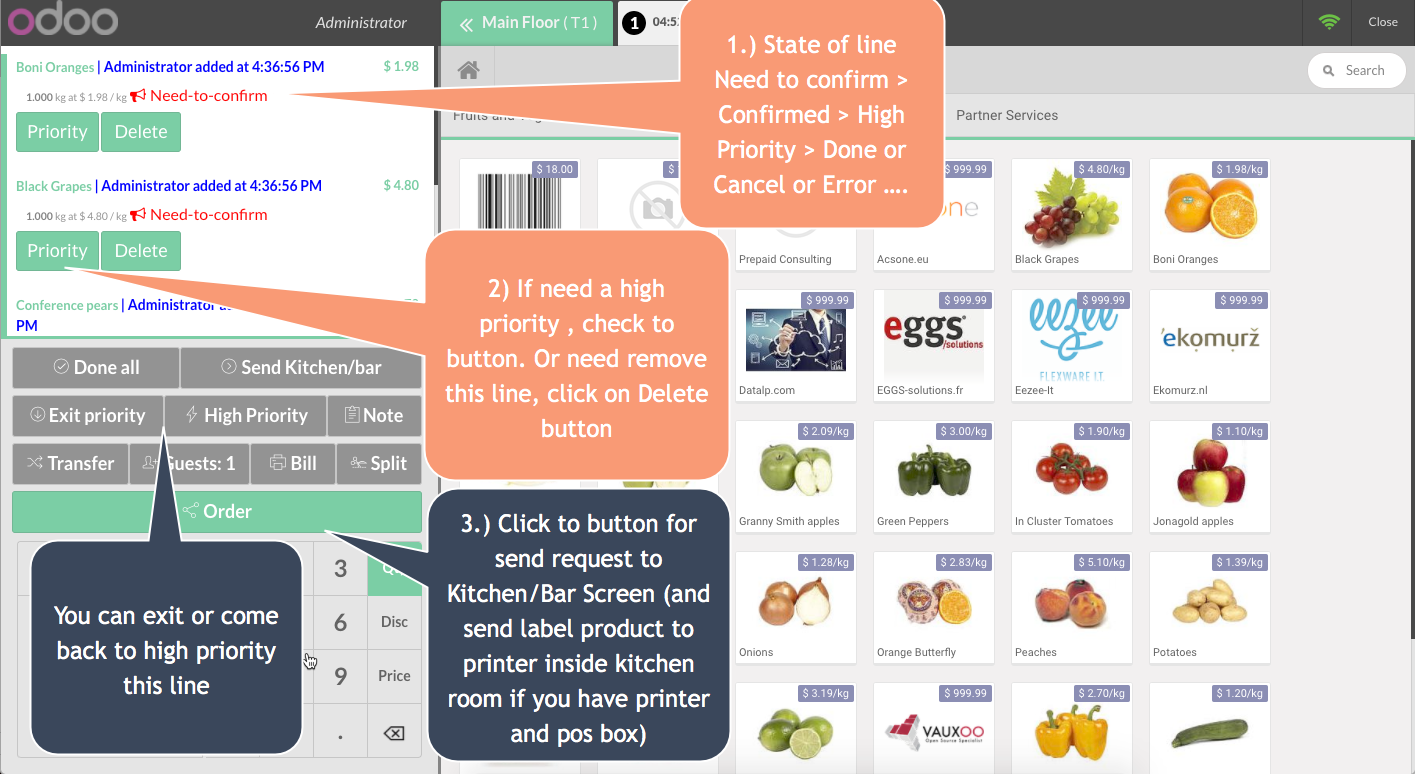 odoo
Administrator
Main Floor ( T1 )
1
Close
Boni Oranges | Administrator added at 4:36:56 PM
$ 1.98
1.000 kg at $ 1.98 / kg Need-to-confirm
Priority
Delete
Black Grapes | Administrator added at 4:36:56 PM
$ 4.80
1.000 kg at $ 4.80 / kg Need-to-confirm
Priority
Delete
Conference pears | Administrator
PM
Done all
Send Kitchen/bar
Exit priority
High Priority
Note
Transfer
Guests: 1
Bill
Split
Order
3
6
Disc
9
Price
.
You can exit or come
back to high priority
this line
1.) State of line
Need to confirm >
Confirmed > High
Priority > Done or
Cancel or Error ....
2) If need a high
priority , check to
button. Or need remove
this line, click on Delete
button
3.) Click to button for
send request to
Kitchen/Bar Screen (and
send label product to
printer inside kitchen
room if you have printer
and pos box)
Search
Fruits and
Partner Services
$ 18.00
$ 999.99
$ 4.80/kg
$ 1.98/kg
Prepaid Consulting
Acsone.eu
Black Grapes
Boni Oranges
$ 999.99
$ 999.99
$ 999.99
$ 999.99
eggs
/solutions
eezee
FLEXWARE IT
ekomurz
Datalp.com
EGGS-solutions.fr
Eezee-It
Ekomurz.nl
$ 2.09/kg
$ 3.00/kg
$ 1.90/kg
$ 1.10/kg
Granny Smith apples
Green Peppers
In Cluster Tomatoes
Jonagold apples
$ 1.28/kg
$ 2.83/kg
$ 5.10/kg
$ 1.39/kg
Onions
Orange Butterfly
Peaches
Potatoes
$ 3.19/kg
$ 999.99
$ 2.70/kg
$ 1.20/kg
VAUXOO
Open Source Specialist